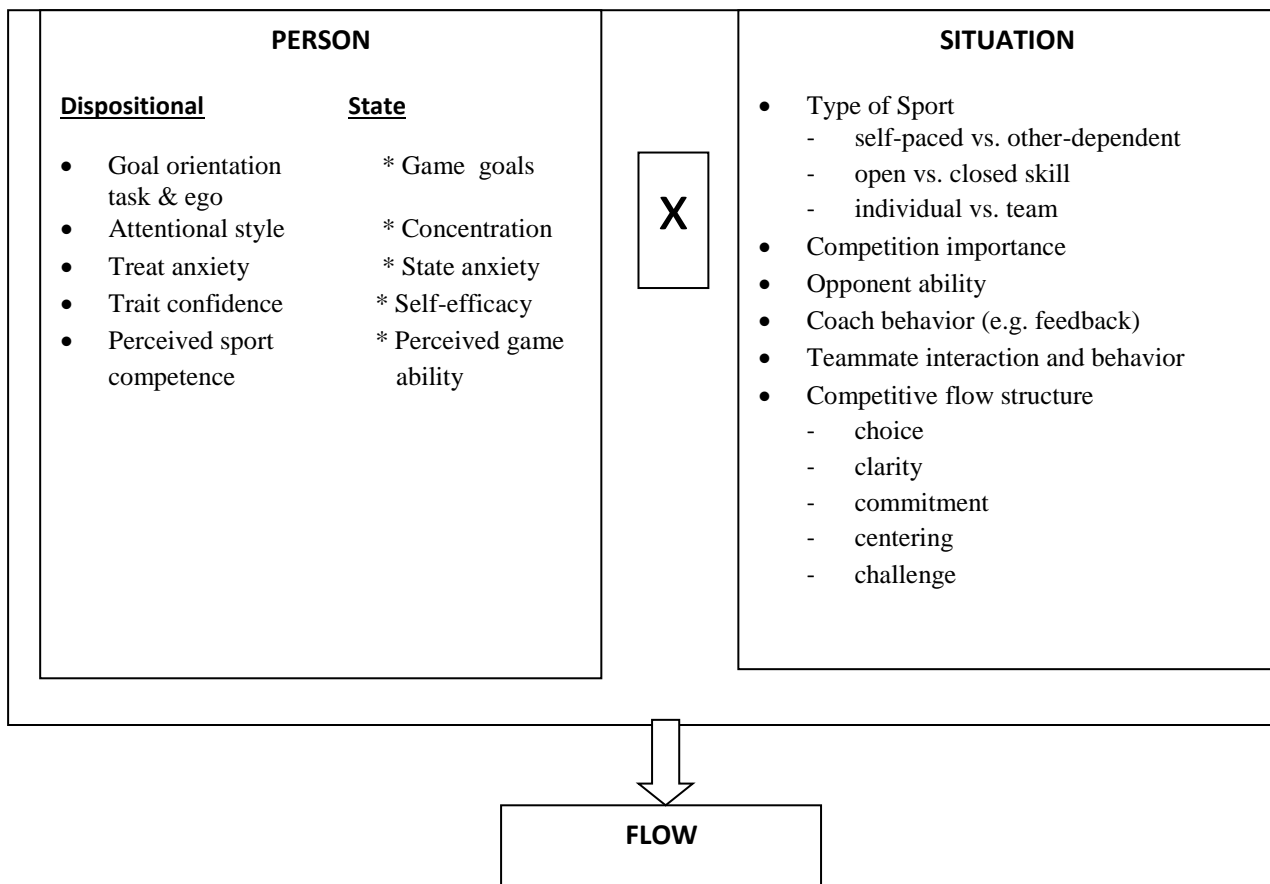 PERSON
Dispositional State
• Goal orientation * Game goals
task & ego
• Attentional style * Concentration
• Treat anxiety * State anxiety
• Trait confidence * Self-efficacy
• Perceived sport * Perceived game
competence ability
X
SITUATION
• Type of Sport
- self-paced vs. other-dependent
- open vs. closed skill
- individual vs. team
• Competition importance
• Opponent ability
• Coach behavior (e.g. feedback)
• Teammate interaction and behavior
• Competitive flow structure
- choice
- clarity
- commitment
- centering
- challenge
FLOW